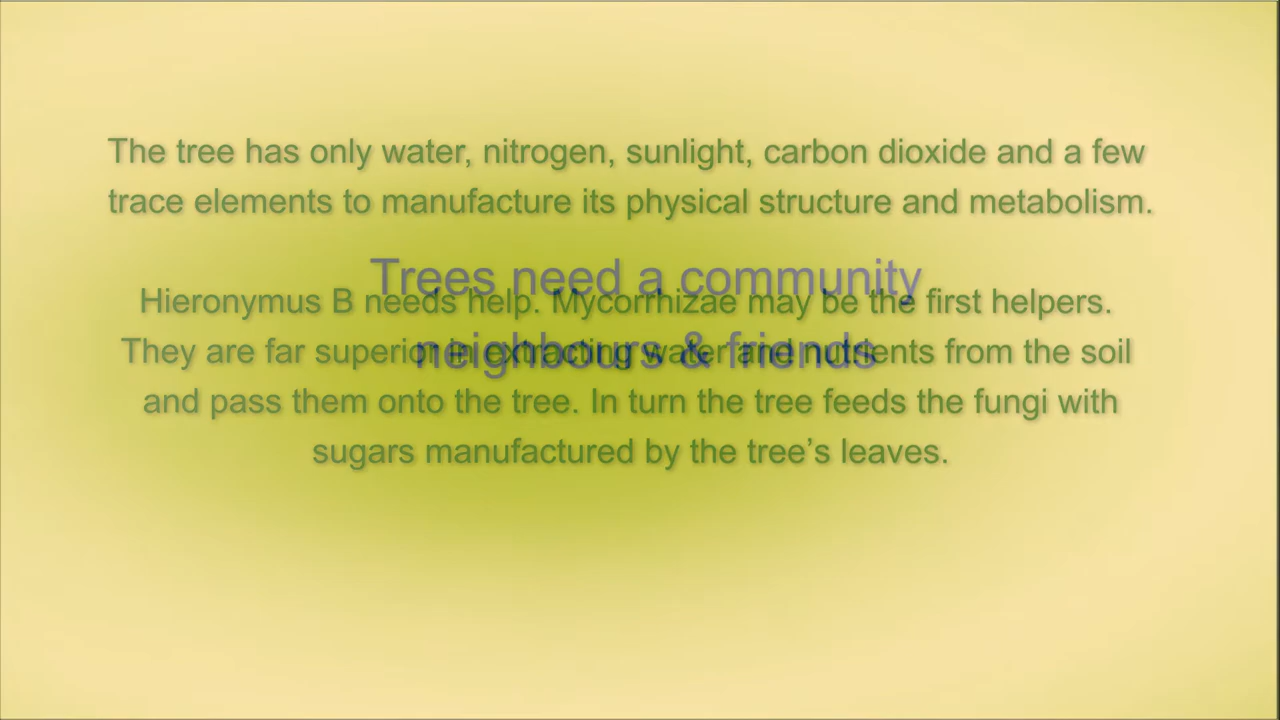 The tree has only water, nitrogen, sunlight, carbon dioxide and a few
trace elements to manufacture its physical structure and metabolism.
Trees need a community
Hieronymus B needs help. Mycorrhizae may be the first helpers.
neighbours & friends
They are far superior in extracting water and nutrients from the soil
and pass them onto the tree. In turn the tree feeds the fungi with
sugars manufactured by the tree’s leaves.